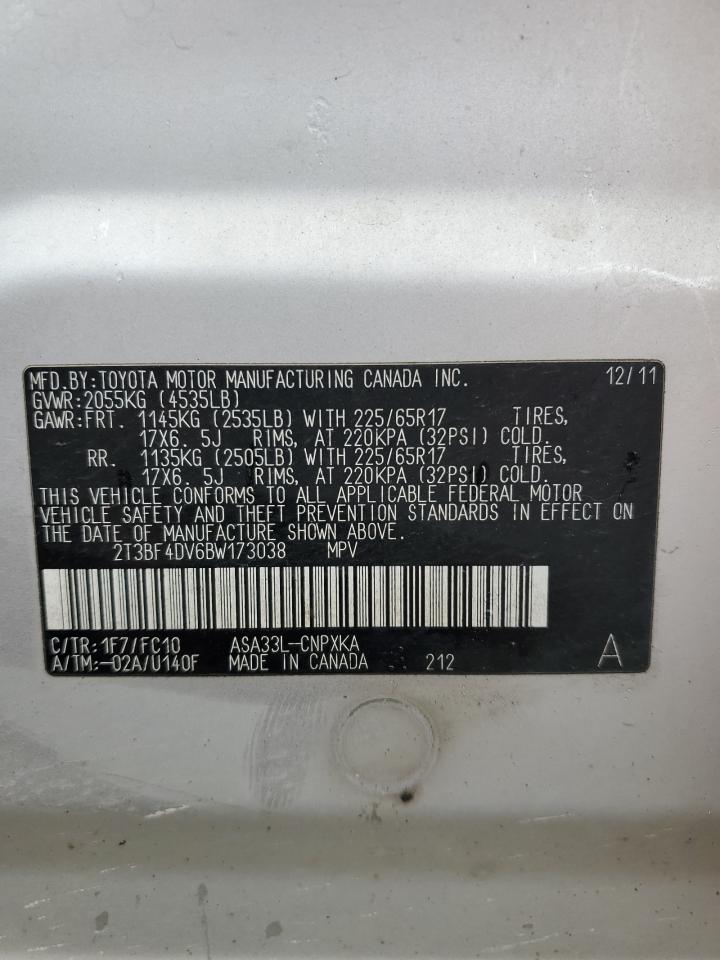 MFD.BY:TOYOTA MOTOR MANUFACTURING CANADA INC. 12/11
GVWR:2055KG (4535LB)
GAWR:FRT. 1145KG (2535LB) WITH 225/65R17 TIRES,
17X6. 5J RIMS, AT 220KPA (32PSI) COLD.
RR. 1135KG (2505LB) WITH 225/65R17 TIRES,
17X6. 5J RIMS, AT 220KPA (32PSI) COLD.
THIS VEHICLE CONFORMS TO ALL APPLICABLE FEDERAL MOTOR
VEHICLE SAFETY AND THEFT PREVENTION STANDARDS IN EFFECT ON
THE DATE OF MANUFACTURE SHOWN ABOVE.
2T3BF4DV6BW173038 MPV
C/TR:1F7/FC10 ASA33L-CNPXKA
A/TM:-02A/U140F MADE IN CANADA 212 A